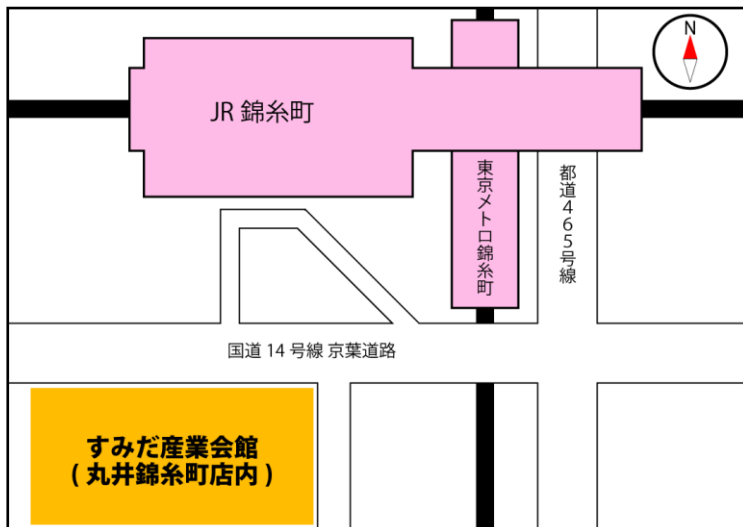 N
JR 錦糸町
東京メトロ錦糸町
都道465号線
国道 14 号線 京葉道路
すみだ産業会館
( 丸井錦糸町店内 )